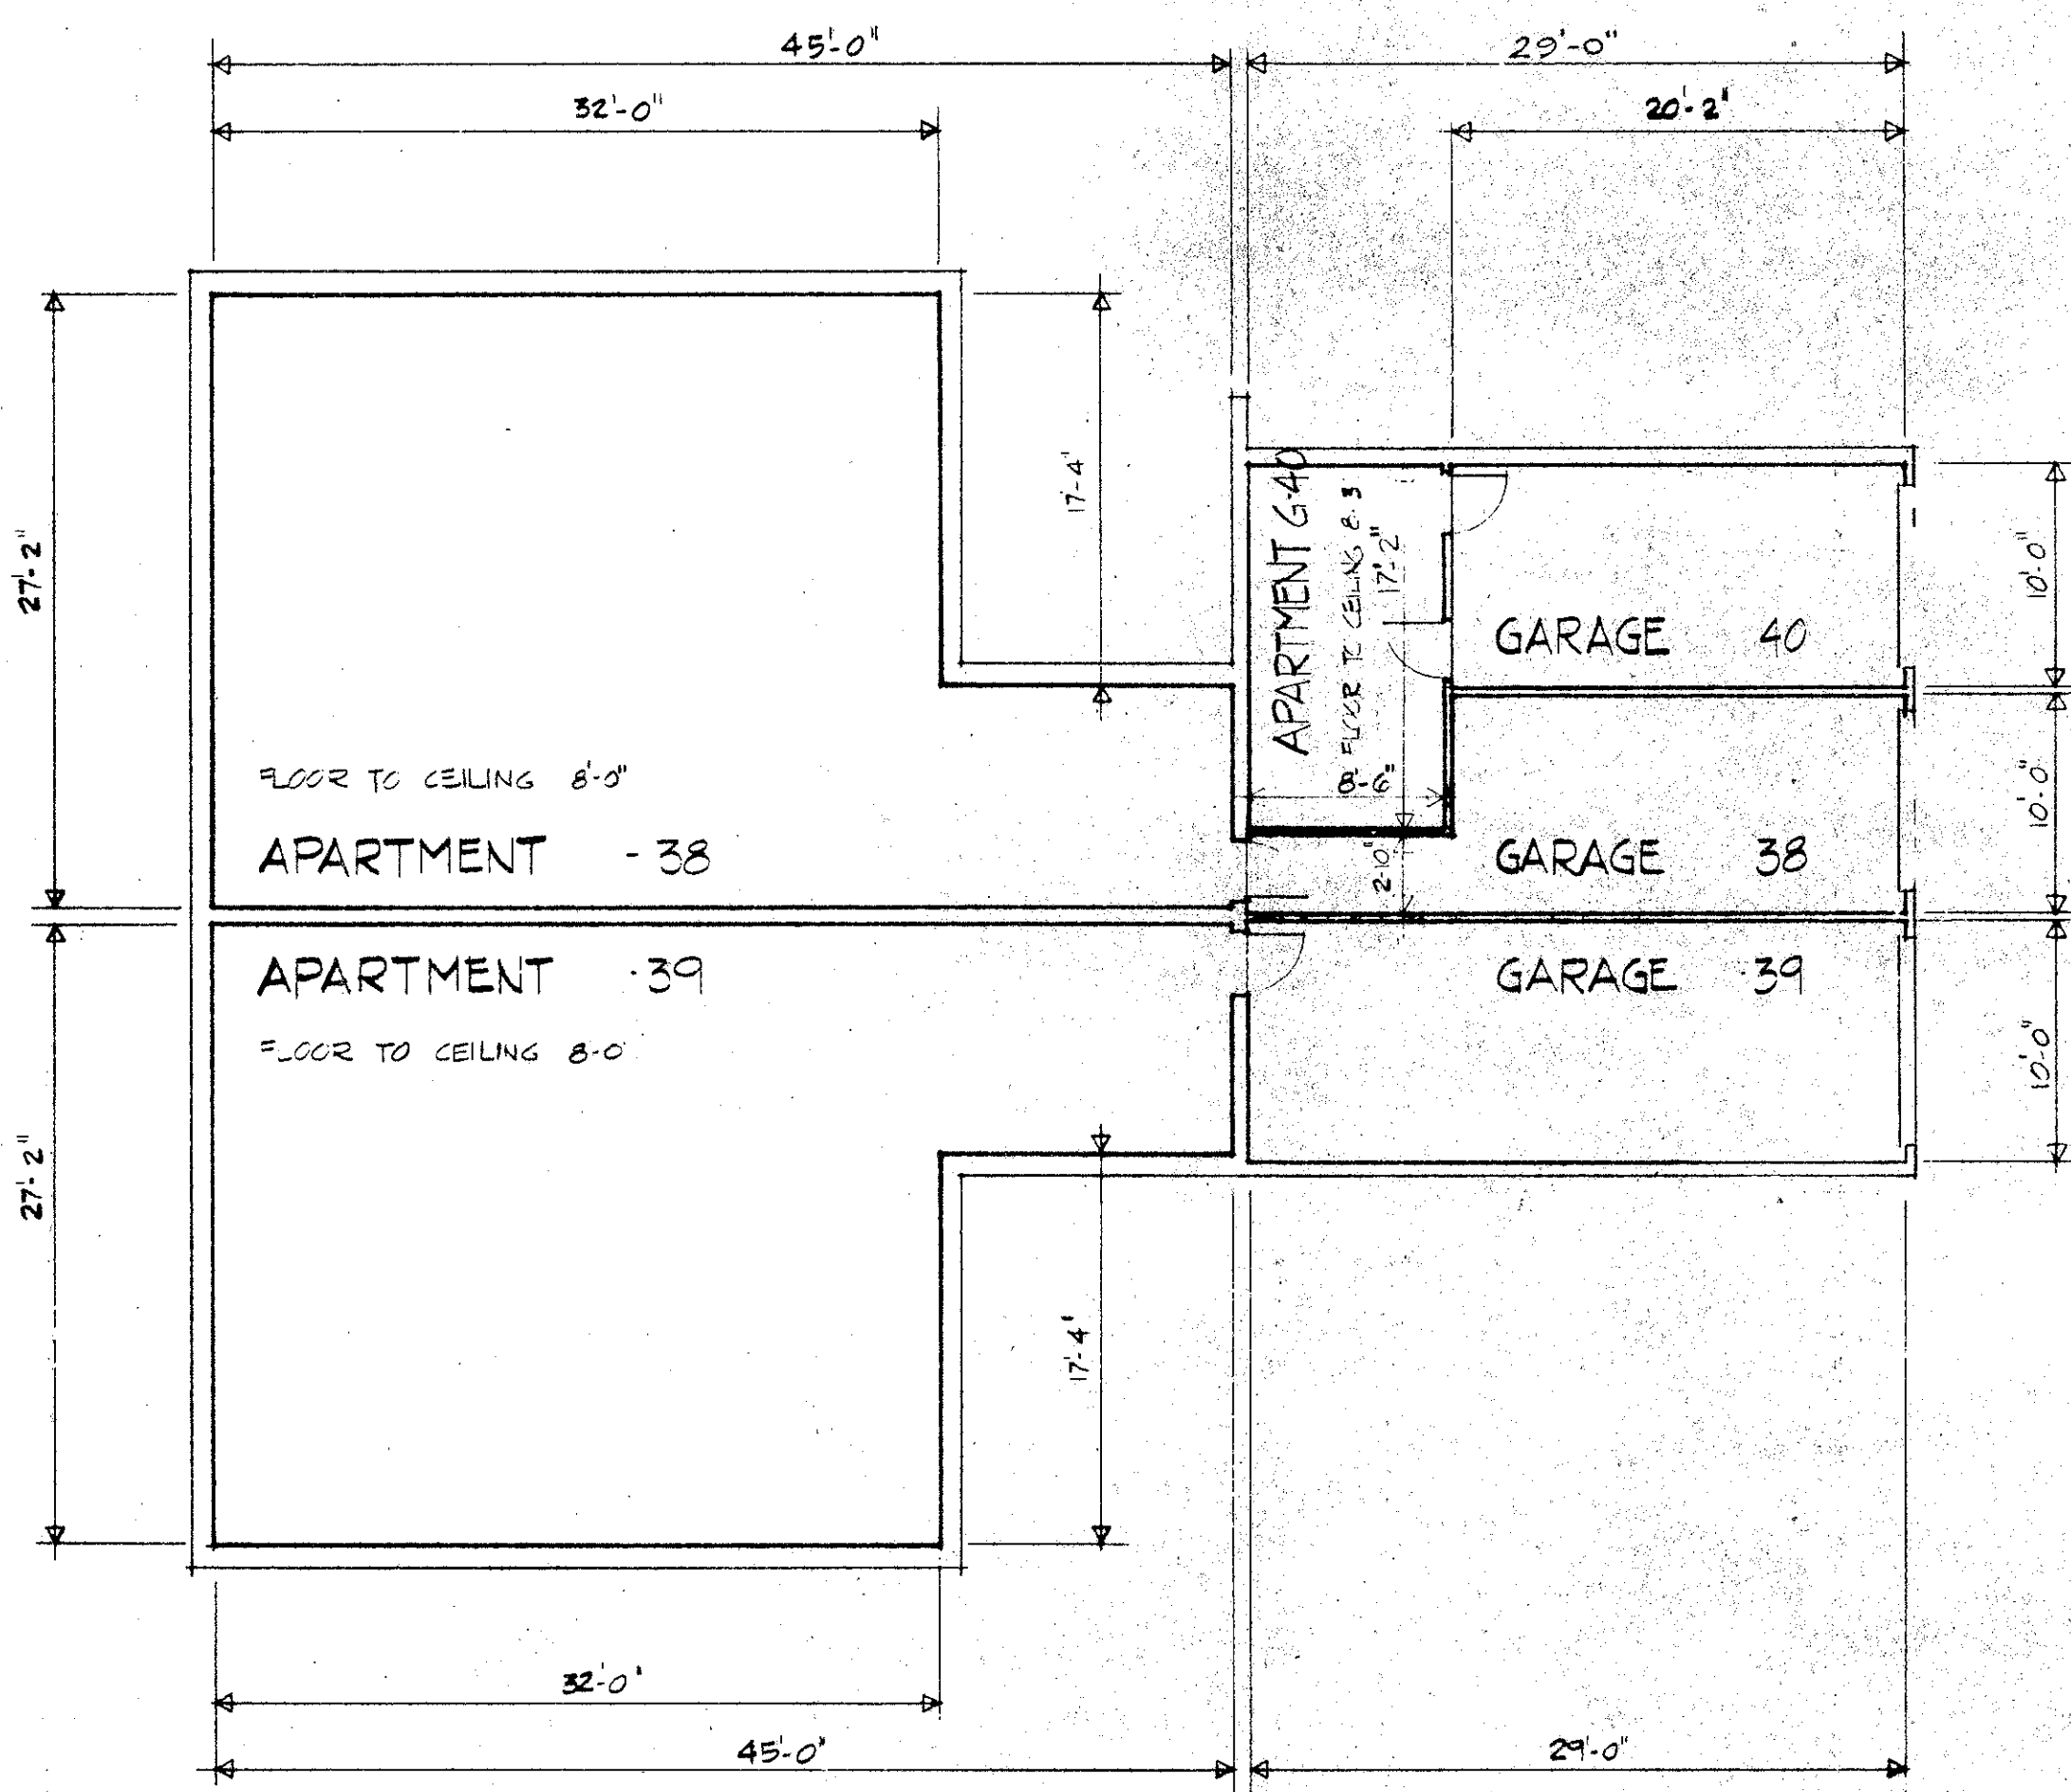 45'-0"
29'-0"
32'-0"
20'-2"
27'-2"
17'-4'
APARTMENT G-40
FLOOR TO CEILING 8-3
17'-2"
GARAGE 40
10'-0"
8'-6"
FLOOR TO CEILING 8'-0"
APARTMENT - 38
2-10"
GARAGE 38
10'-0"
APARTMENT -39
GARAGE -39
FLOOR TO CEILING 8-0
10'-0"
27'-2"
17'-4'
32'-0'
45'-0"
29'-0"